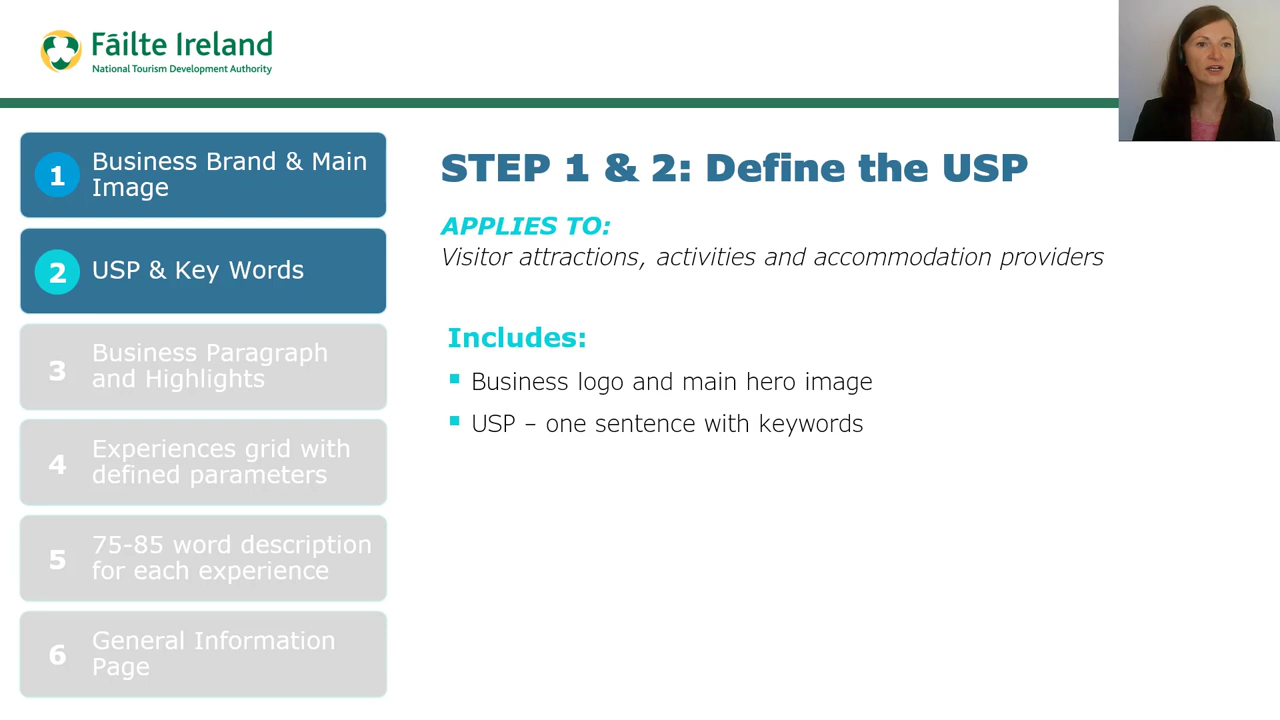 Fáilte Ireland
National Tourism Development Authority
1 Business Brand & Main
Image
2 USP & Key Words
3 Business Paragraph
and Highlights
4 Experiences grid with
defined parameters
5 75-85 word description
for each experience
6 General Information
Page
STEP 1 & 2: Define the USP
APPLIES TO:
Visitor attractions, activities and accommodation providers
Includes:
▪ Business logo and main hero image
▪ USP – one sentence with keywords